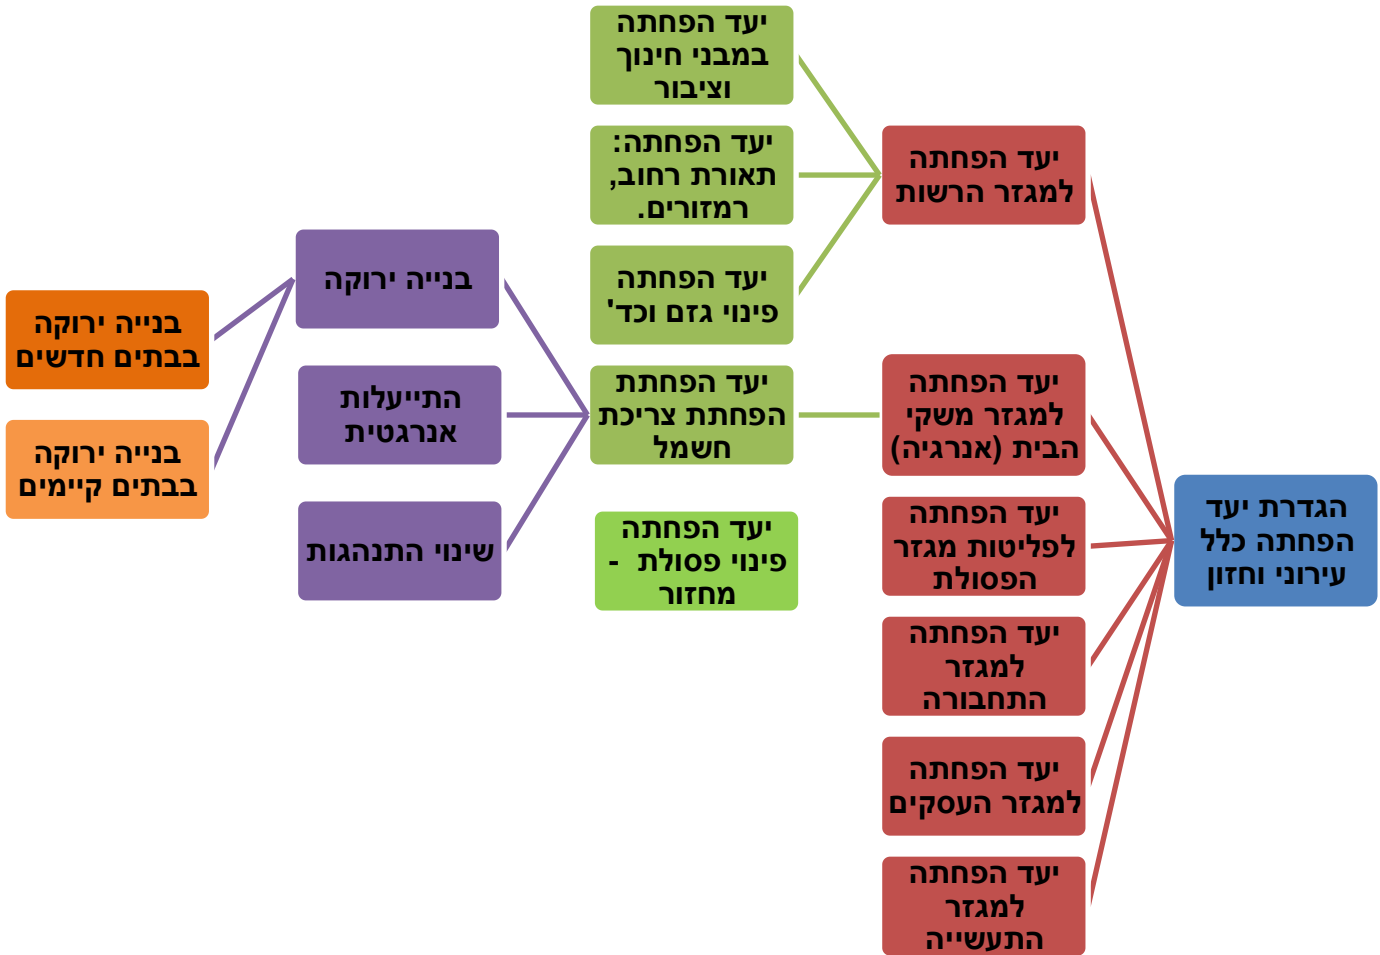 הגדרת יעד
הפחתה כלל
עירוני וחזון
יעד הפחתה
למגזר הרשות
יעד הפחתה
במבני חינוך
וציבור
יעד הפחתה:
תאורת רחוב,
רמזורים.
יעד הפחתה
פינוי גזם וכד'
יעד הפחתה
למגזר משקי
הבית (אנרגיה)
יעד הפחתת
הפחתת צריכת
חשמל
בנייה ירוקה
בנייה ירוקה
בבתים חדשים
בנייה ירוקה
בבתים קיימים
התייעלות
אנרגטית
שינוי התנהגות
יעד הפחתה
לפליטות מגזר
הפסולת
יעד הפחתה
פינוי פסולת  -
מחזור
יעד הפחתה
למגזר
התחבורה
יעד הפחתה
למגזר העסקים
יעד הפחתה
למגזר
התעשייה